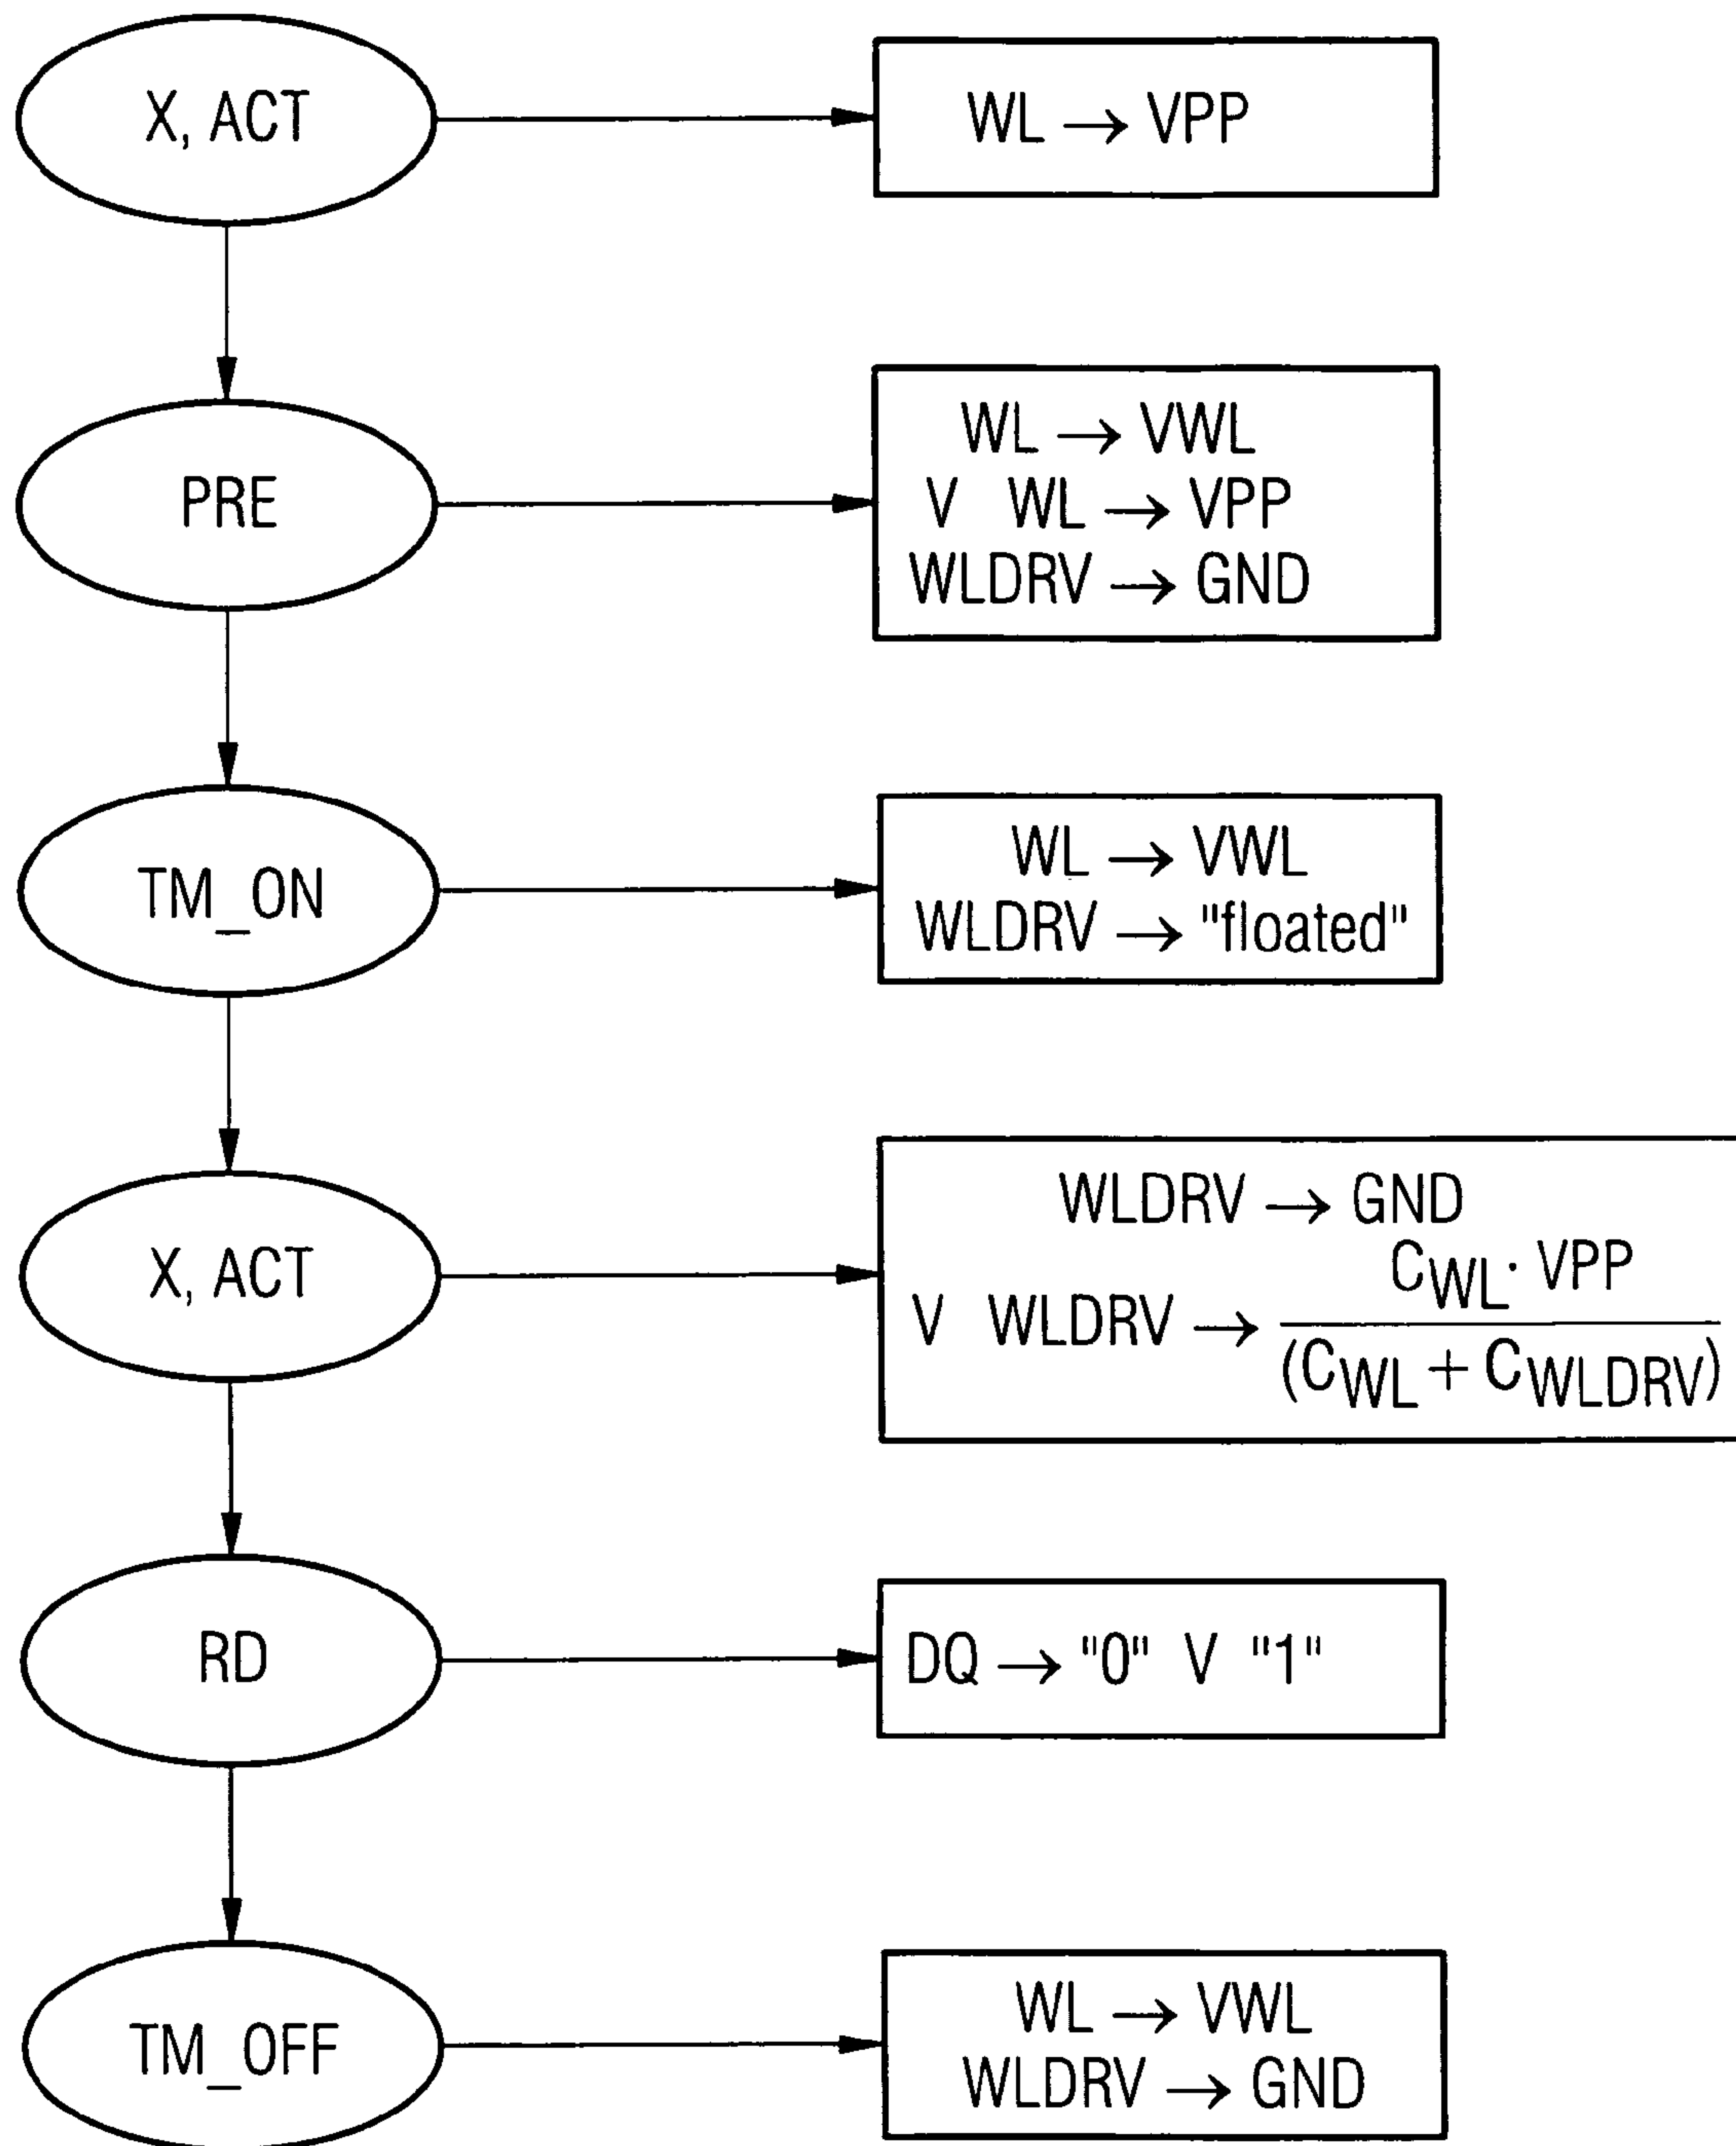 X, ACT
WL → VPP
PRE
WL → VWL
V WL → VPP
WLDRV → GND
TM_ON
WL → VWL
WLDRV → "floated"
X, ACT
WLDRV → GND
CWL · VPP
V WLDRV →
(CWL + CWLDRV)
RD
DQ → "0" V "1"
TM_OFF
WL → VWL
WLDRV → GND